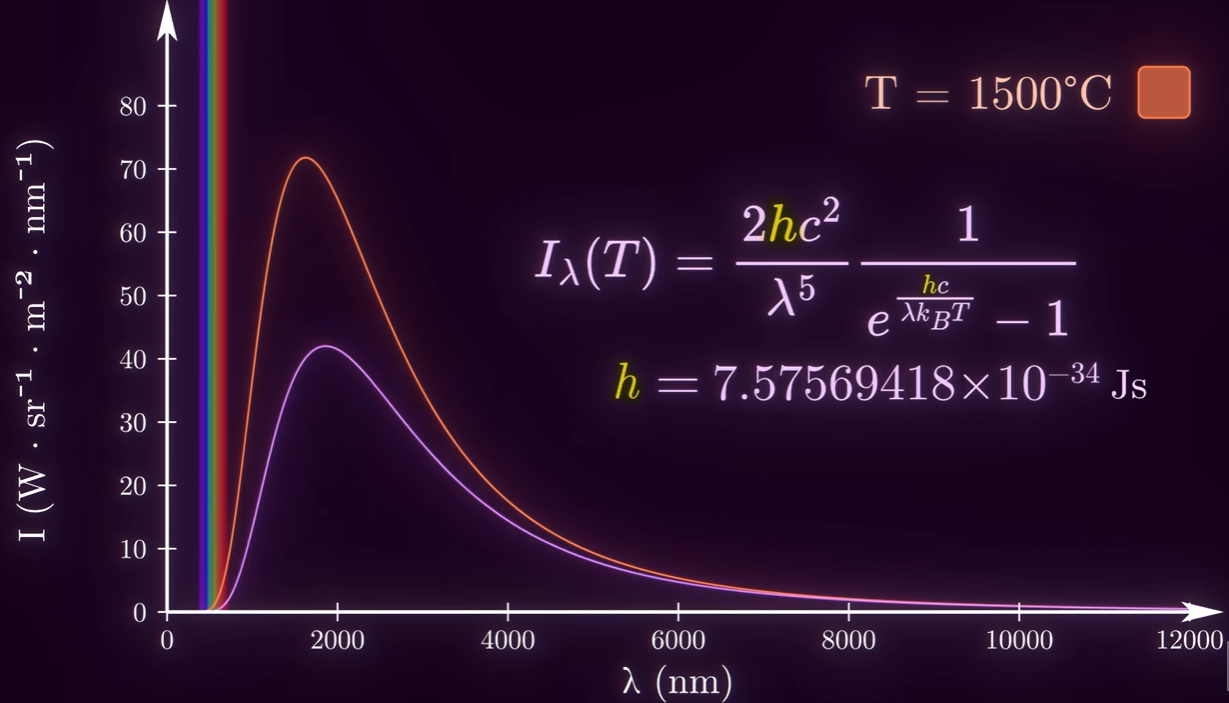 T = 1500°C
I_λ(T) = 2hc²/λ⁵ 1/(e^(hc/(λk_BT)) − 1)
h = 7.57569418×10⁻³⁴ Js
I (W · sr⁻¹ · m⁻² · nm⁻¹)
80
70
60
50
40
30
20
10
0
0 2000 4000 6000 8000 10000 12000
λ (nm)